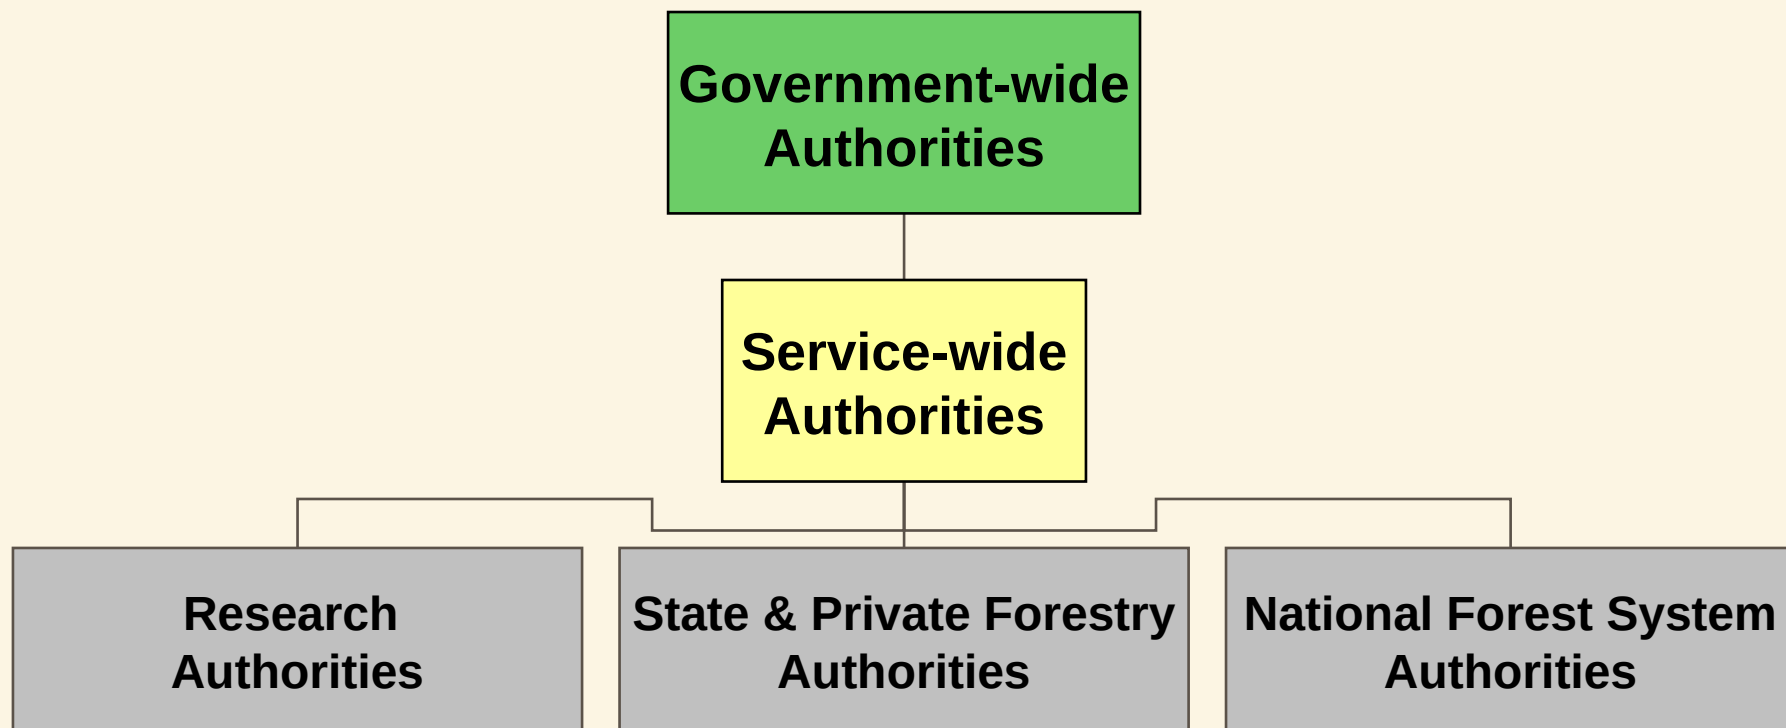 Government-wide
Authorities
Service-wide
Authorities
Research
Authorities
State & Private Forestry
Authorities
National Forest System
Authorities